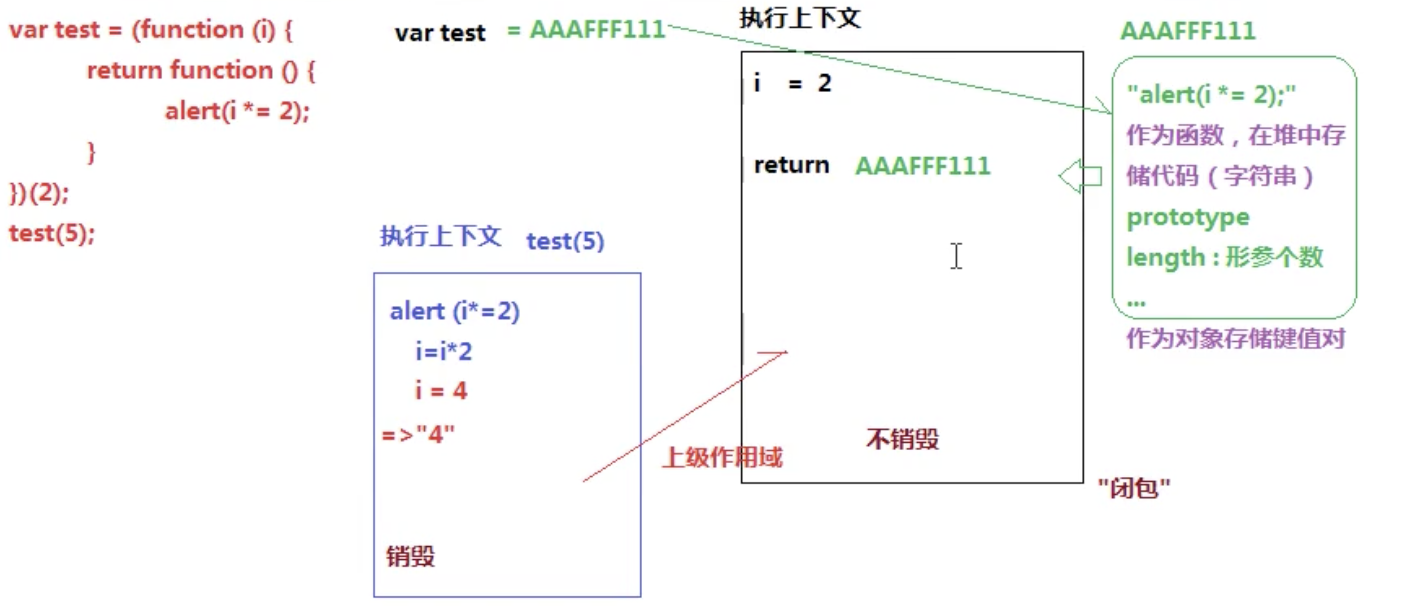 var test = (function (i) {
return function () {
alert(i *= 2);
}
})(2);
test(5);
var test = AAAFFF111
执行上下文
i = 2
return AAAFFF111
不销毁
"闭包"
AAAFFF111
"alert(i *= 2);"
作为函数，在堆中存
储代码（字符串）
prototype
length : 形参个数
...
作为对象存储键值对
执行上下文 test(5)
alert (i*=2)
i=i*2
i = 4
=>"4"
销毁
上级作用域